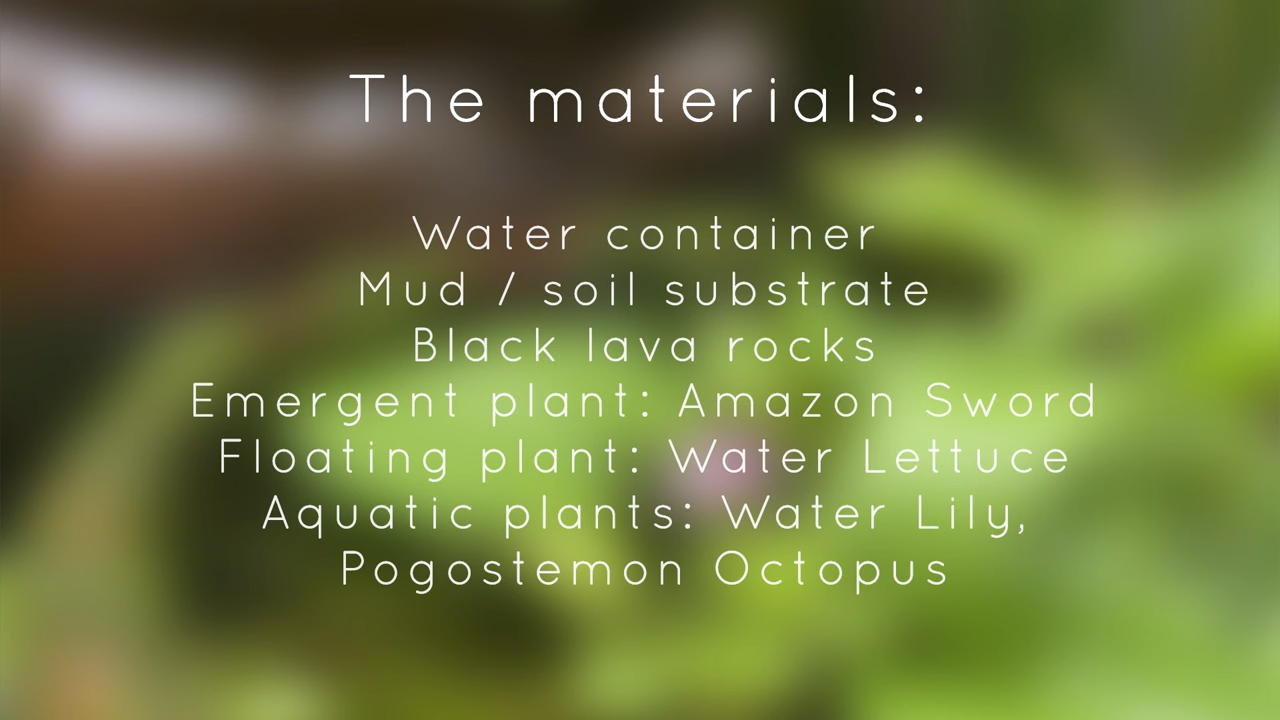 The materials:
Water container
Mud / soil substrate
Black lava rocks
Emergent plant: Amazon Sword
Floating plant: Water Lettuce
Aquatic plants: Water Lily,
Pogostemon Octopus